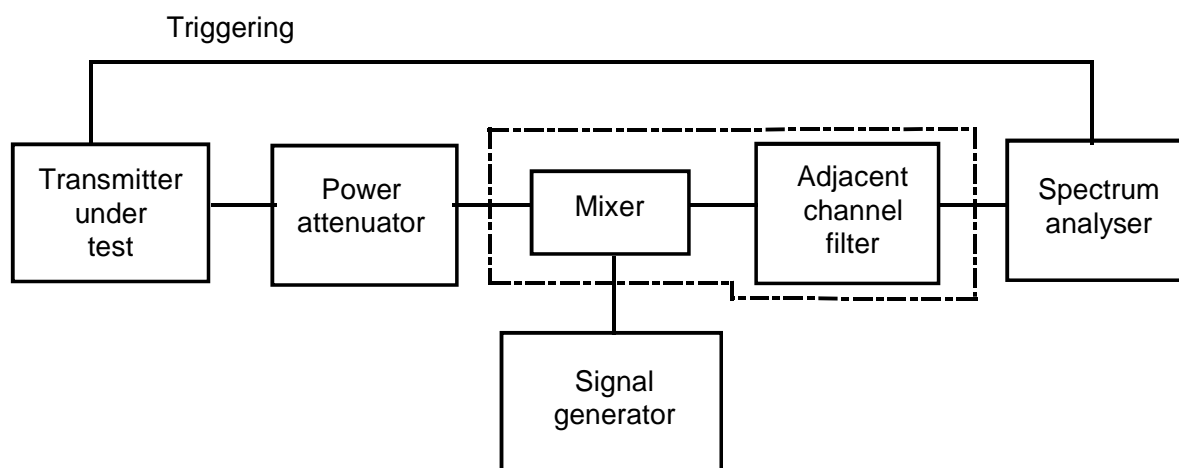 Triggering
Transmitter
under
test
Power
attenuator
Mixer
Adjacent
channel
filter
Spectrum
analyser
Signal
generator